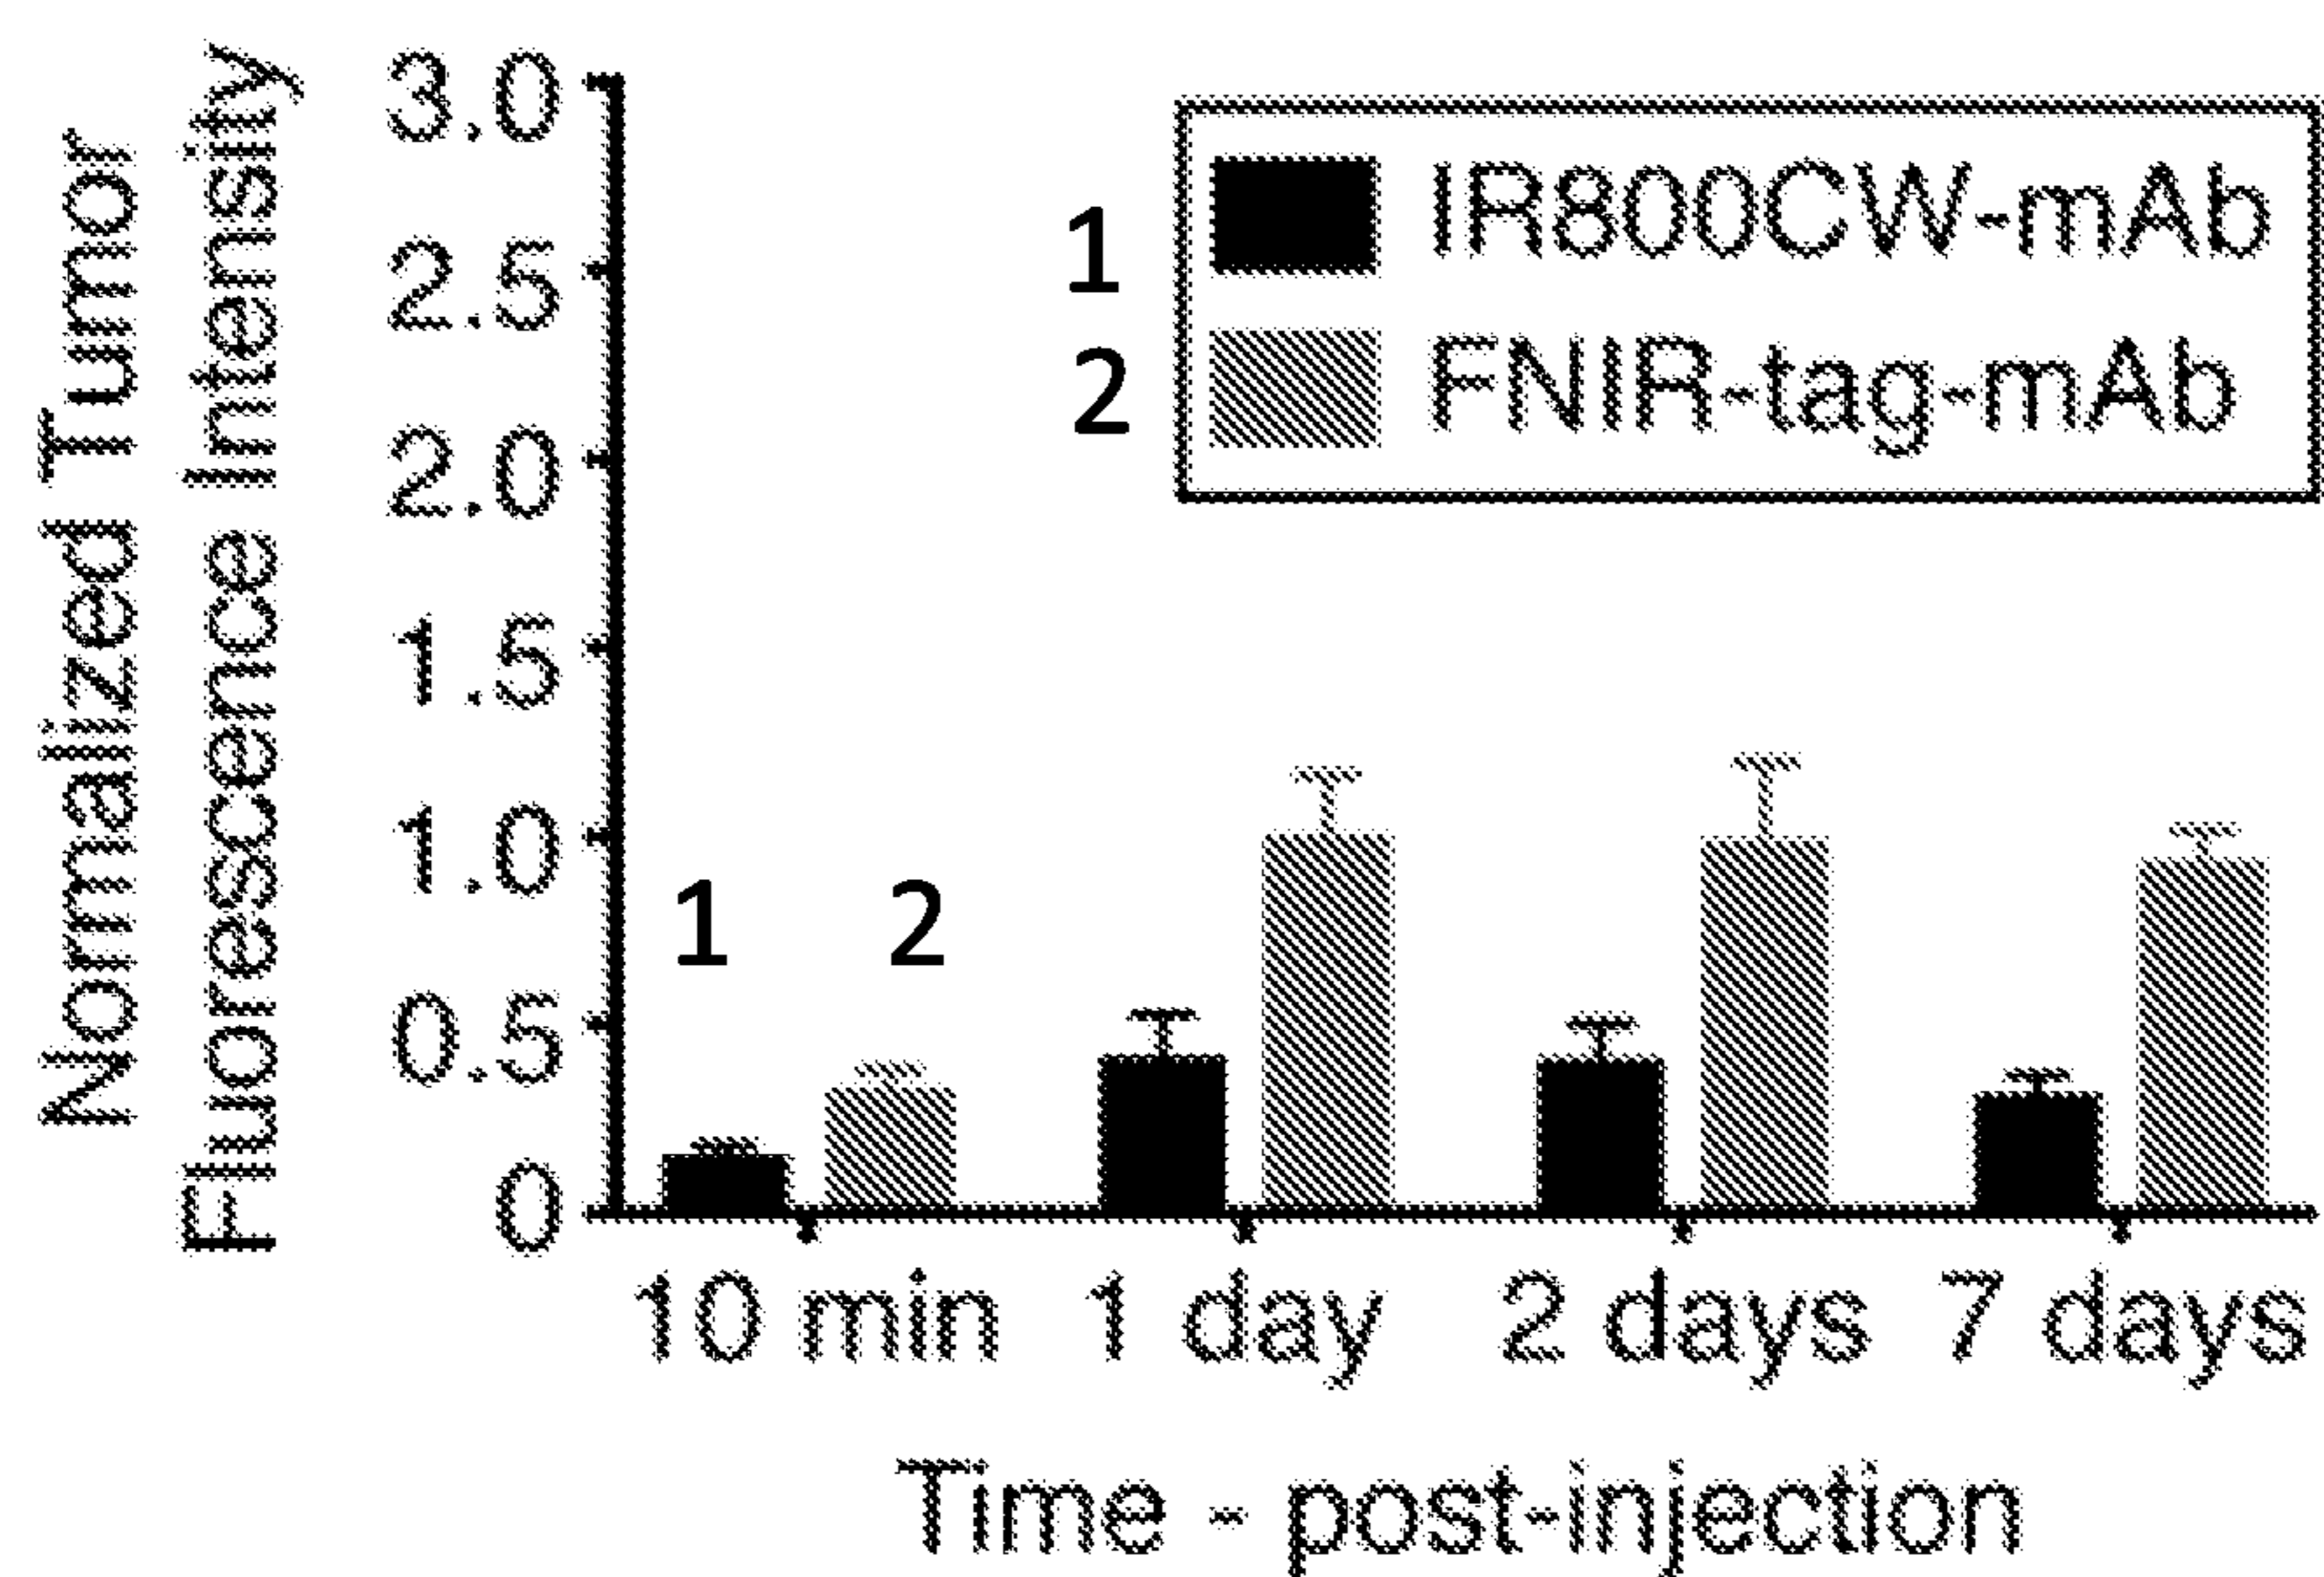 Normalized Tumor
Fluorescence Intensity
3.0
2.5
2.0
1.5
1.0
0.5
0
1 IR800CW-mAb
2 FNIR-tag-mAb
1 2
10 min 1 day 2 days 7 days
Time - post-injection